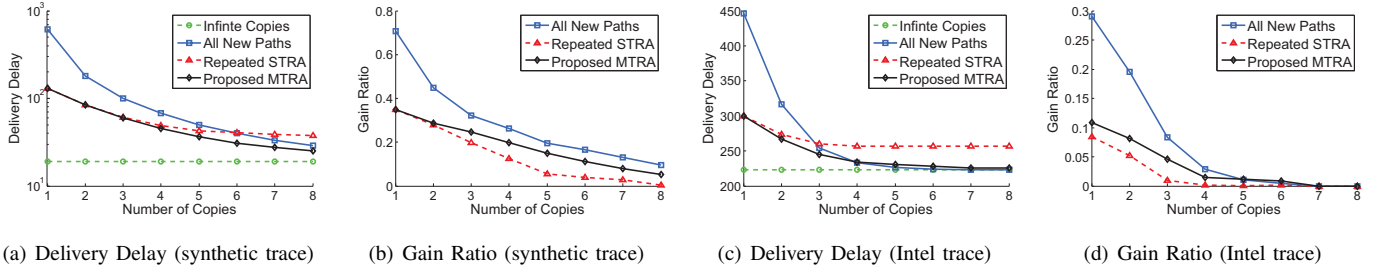 10³
10²
10¹
Delivery Delay
1 2 3 4 5 6 7 8
Number of Copies
Infinte Copies
All New Paths
Repeated STRA
Proposed MTRA
(a) Delivery Delay (synthetic trace)
0.8
0.6
0.4
0.2
0
Gain Ratio
1 2 3 4 5 6 7 8
Number of Copies
All New Paths
Repeated STRA
Proposed MTRA
(b) Gain Ratio (synthetic trace)
450
400
350
300
250
200
Delivery Delay
1 2 3 4 5 6 7 8
Number of Copies
Infinte Copies
All New Paths
Repeated STRA
Proposed MTRA
(c) Delivery Delay (Intel trace)
0.3
0.25
0.2
0.15
0.1
0.05
0
Gain Ratio
1 2 3 4 5 6 7 8
Number of Copies
All New Paths
Repeated STRA
Proposed MTRA
(d) Gain Ratio (Intel trace)